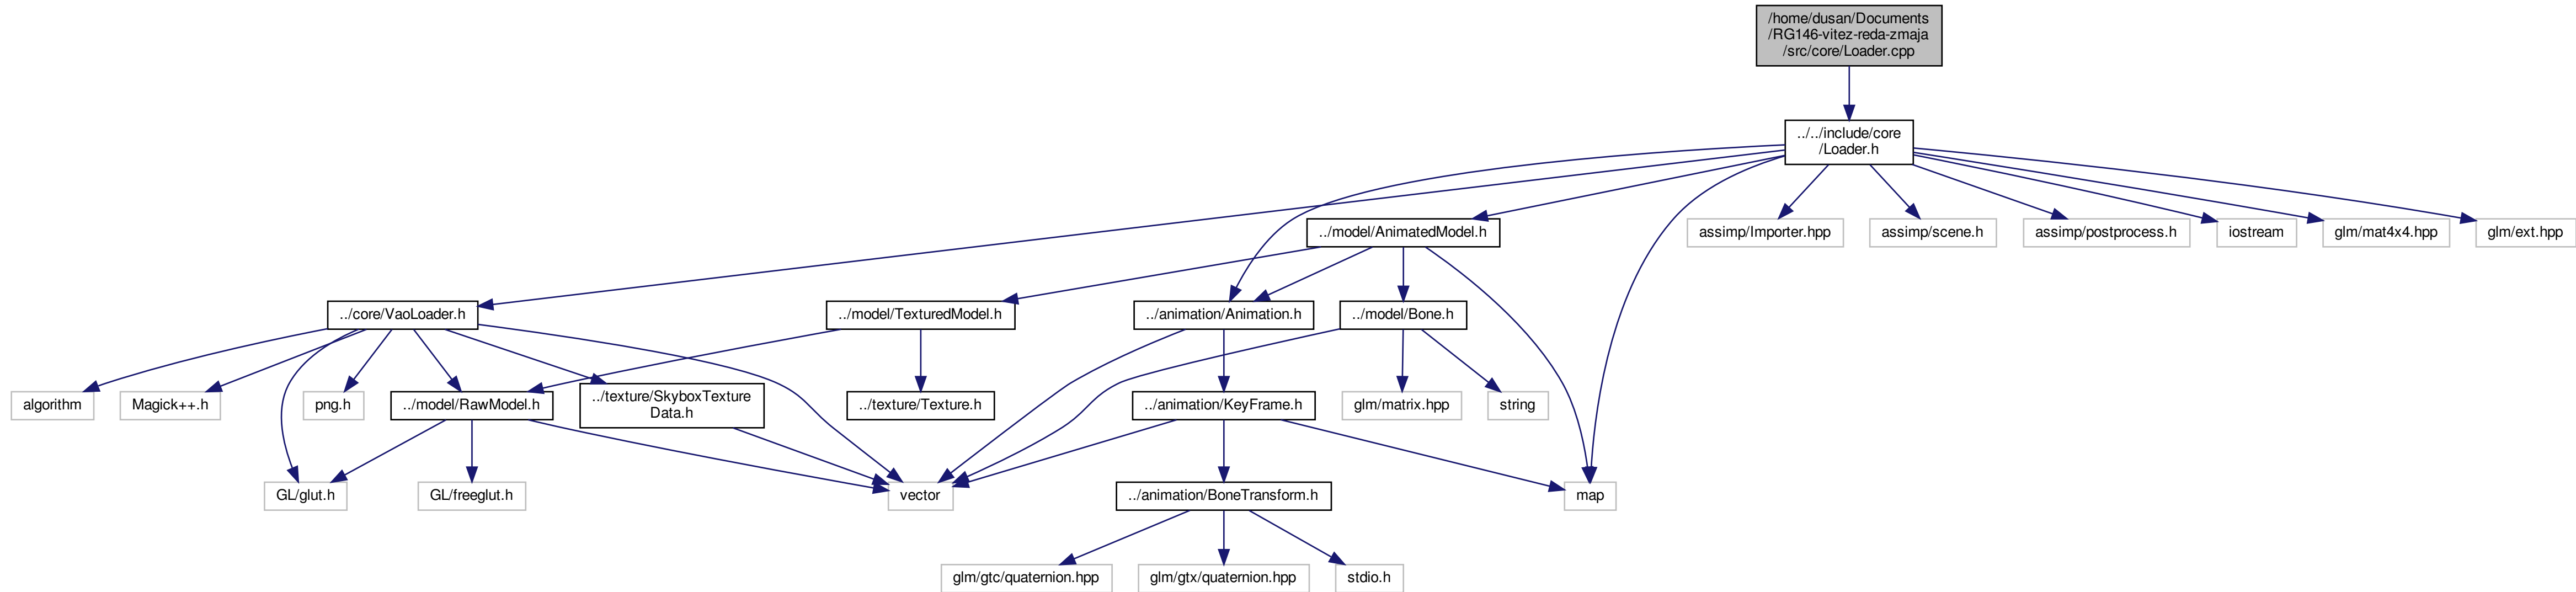 /home/dusan/Documents
/RG146-vitez-reda-zmaja
/src/core/Loader.cpp
../../include/core
/Loader.h
../model/AnimatedModel.h
assimp/Importer.hpp
assimp/scene.h
assimp/postprocess.h
iostream
glm/mat4x4.hpp
glm/ext.hpp
../core/VaoLoader.h
../model/TexturedModel.h
../animation/Animation.h
../model/Bone.h
algorithm
Magick++.h
png.h
../model/RawModel.h
../texture/SkyboxTexture
Data.h
../texture/Texture.h
../animation/KeyFrame.h
glm/matrix.hpp
string
GL/glut.h
GL/freeglut.h
vector
../animation/BoneTransform.h
map
glm/gtc/quaternion.hpp
glm/gtx/quaternion.hpp
stdio.h